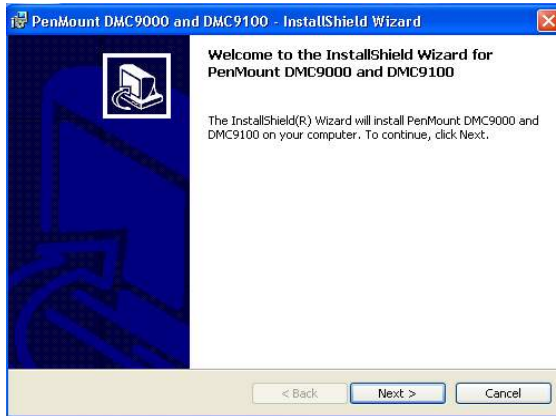 PenMount DMC9000 and DMC9100 - InstallShield Wizard
Welcome to the InstallShield Wizard for
PenMount DMC9000 and DMC9100
The InstallShield(R) Wizard will install PenMount DMC9000 and
DMC9100 on your computer. To continue, click Next.
< Back
Next >
Cancel